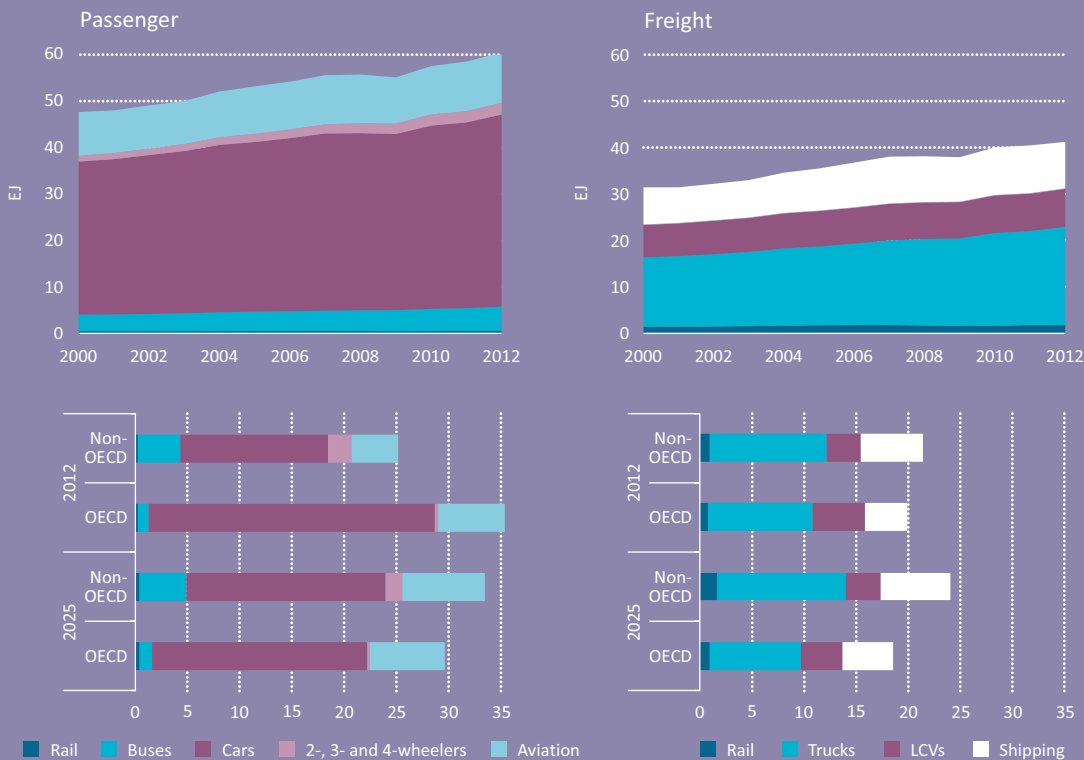 Passenger
60
50
40
30
20
10
0
EJ
2000 2002 2004 2006 2008 2010 2012
Freight
60
50
40
30
20
10
0
EJ
2000 2002 2004 2006 2008 2010 2012
2012
Non-
OECD
OECD
2025
Non-
OECD
OECD
0 5 10 15 20 25 30 35
Rail Buses Cars 2-, 3- and 4-wheelers Aviation
2012
Non-
OECD
OECD
2025
Non-
OECD
OECD
0 5 10 15 20 25 30 35
Rail Trucks LCVs Shipping